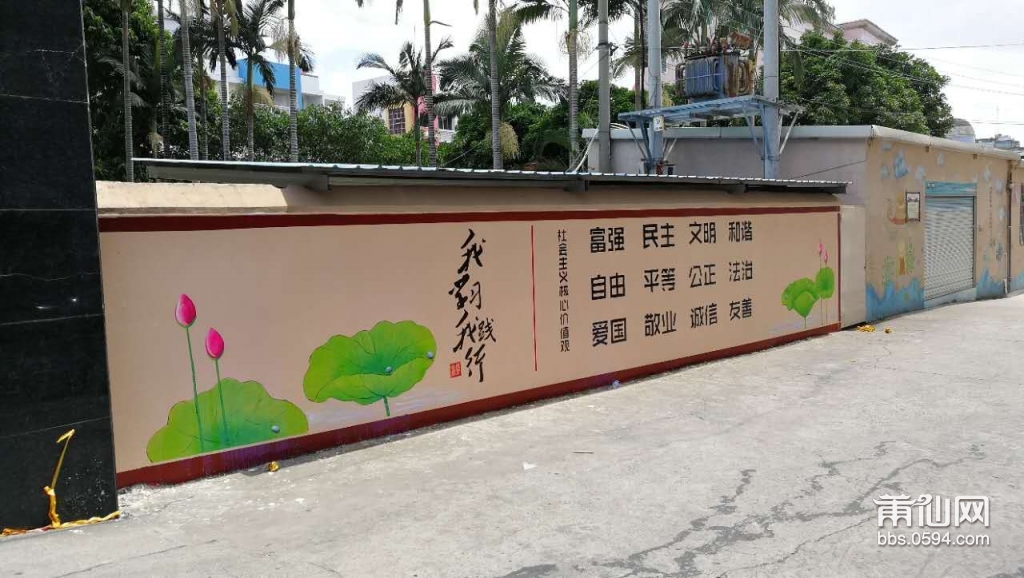 我学习
我践行
社会主义核心价值观
富强 民主 文明 和谐
自由 平等 公正 法治
爱国 敬业 诚信 友善
莆仙网
bbs.0594.com